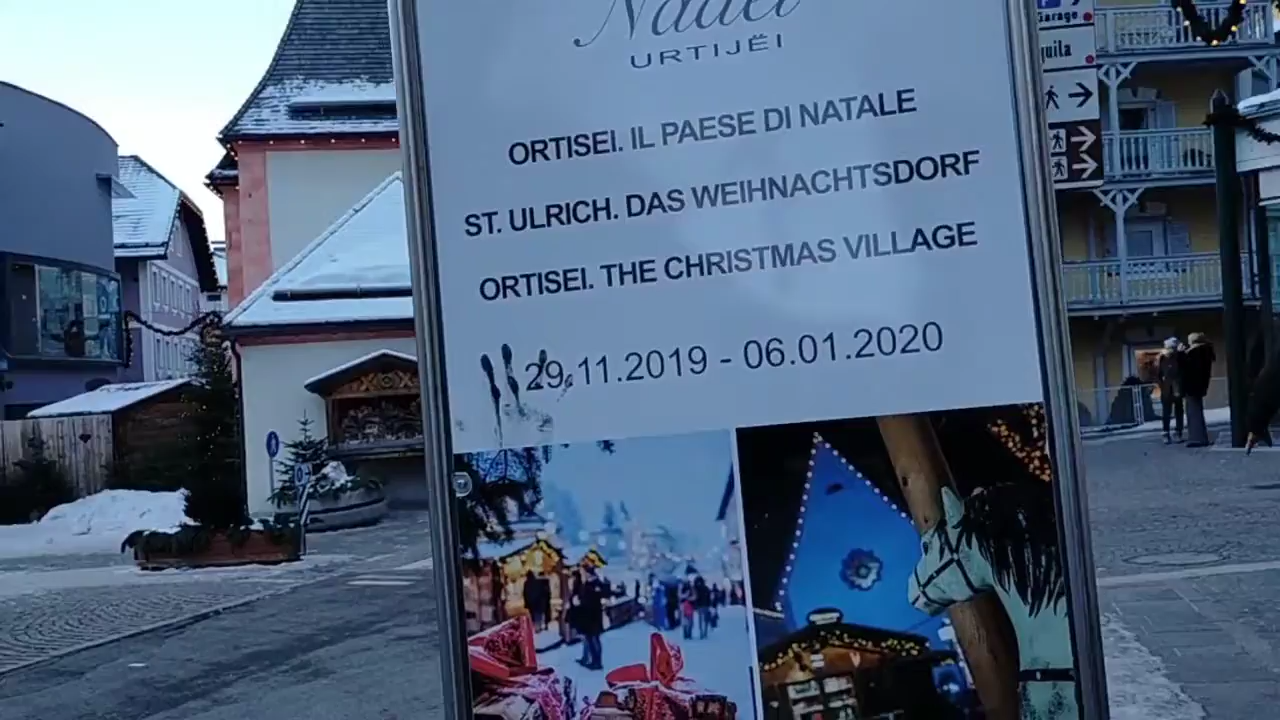 Nadel
URTIJËI
ORTISEI. IL PAESE DI NATALE
ST. ULRICH. DAS WEIHNACHTSDORF
ORTISEI. THE CHRISTMAS VILLAGE
29.11.2019 - 06.01.2020
Garage